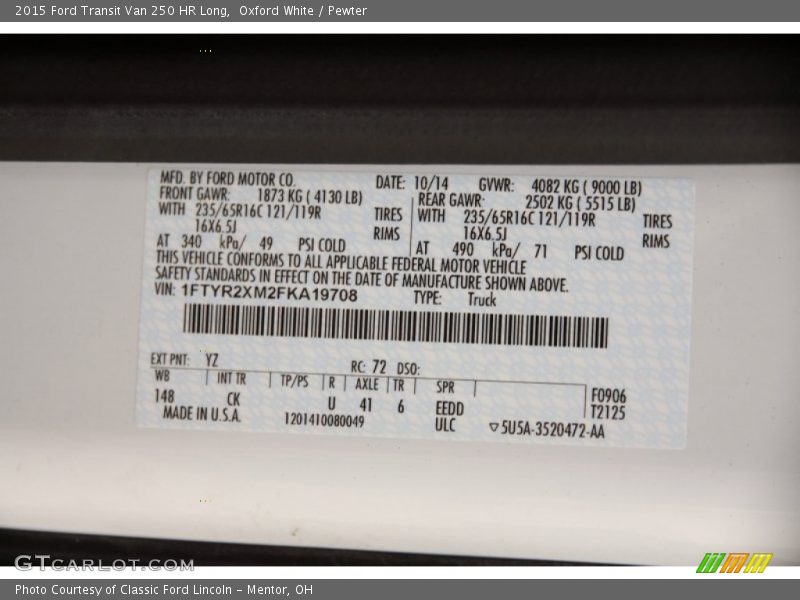 2015 Ford Transit Van 250 HR Long,  Oxford White / Pewter
MFD. BY FORD MOTOR CO.  DATE: 10/14  GVWR: 4082 KG ( 9000 LB)
FRONT GAWR: 1873 KG ( 4130 LB)  REAR GAWR: 2502 KG ( 5515 LB)
WITH 235/65R16C 121/119R TIRES  WITH 235/65R16C 121/119R TIRES
16X6.5J RIMS  16X6.5J RIMS
AT 340 kPa/ 49 PSI COLD  AT 490 kPa/ 71 PSI COLD
THIS VEHICLE CONFORMS TO ALL APPLICABLE FEDERAL MOTOR VEHICLE
SAFETY STANDARDS IN EFFECT ON THE DATE OF MANUFACTURE SHOWN ABOVE.
VIN: 1FTYR2XM2FKA19708  TYPE: Truck
EXT PNT: YZ  RC: 72 DSO:
WB INT TR TP/PS R AXLE TR SPR  F0906
148 CK U 41 6 EEDD  T2125
MADE IN U.S.A.  1201410080049  ULC  ▽5U5A-3520472-AA
GTCARLOT.COM
Photo Courtesy of Classic Ford Lincoln – Mentor, OH